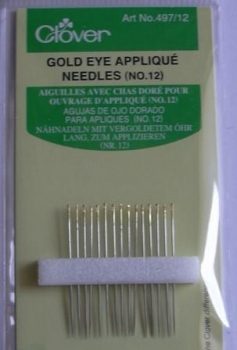 Art No.497/12
Clover
GOLD EYE APPLIQUÉ
NEEDLES (NO.12)
AIGUILLES AVEC CHAS DORÉ POUR
OUVRAGE D'APPLIQUÉ (NO.12)
AGUJAS DE OJO DORADO
PARA APLIQUES (NO.12)
NÄHNADELN MIT VERGOLDETEM ÖHR
LANG, ZUM APPLIZIEREN
(NR.12)
Clover